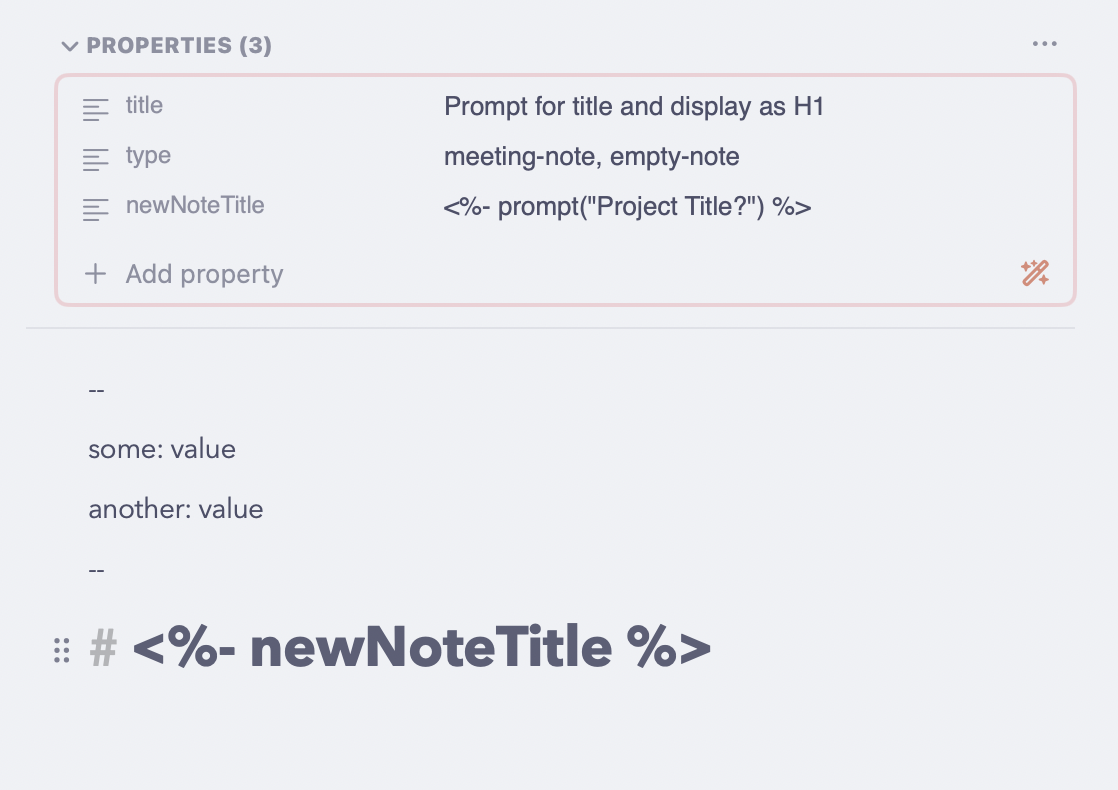 PROPERTIES (3)
title Prompt for title and display as H1
type meeting-note, empty-note
newNoteTitle <%- prompt("Project Title?") %>
+ Add property
--
some: value
another: value
--
# <%- newNoteTitle %>